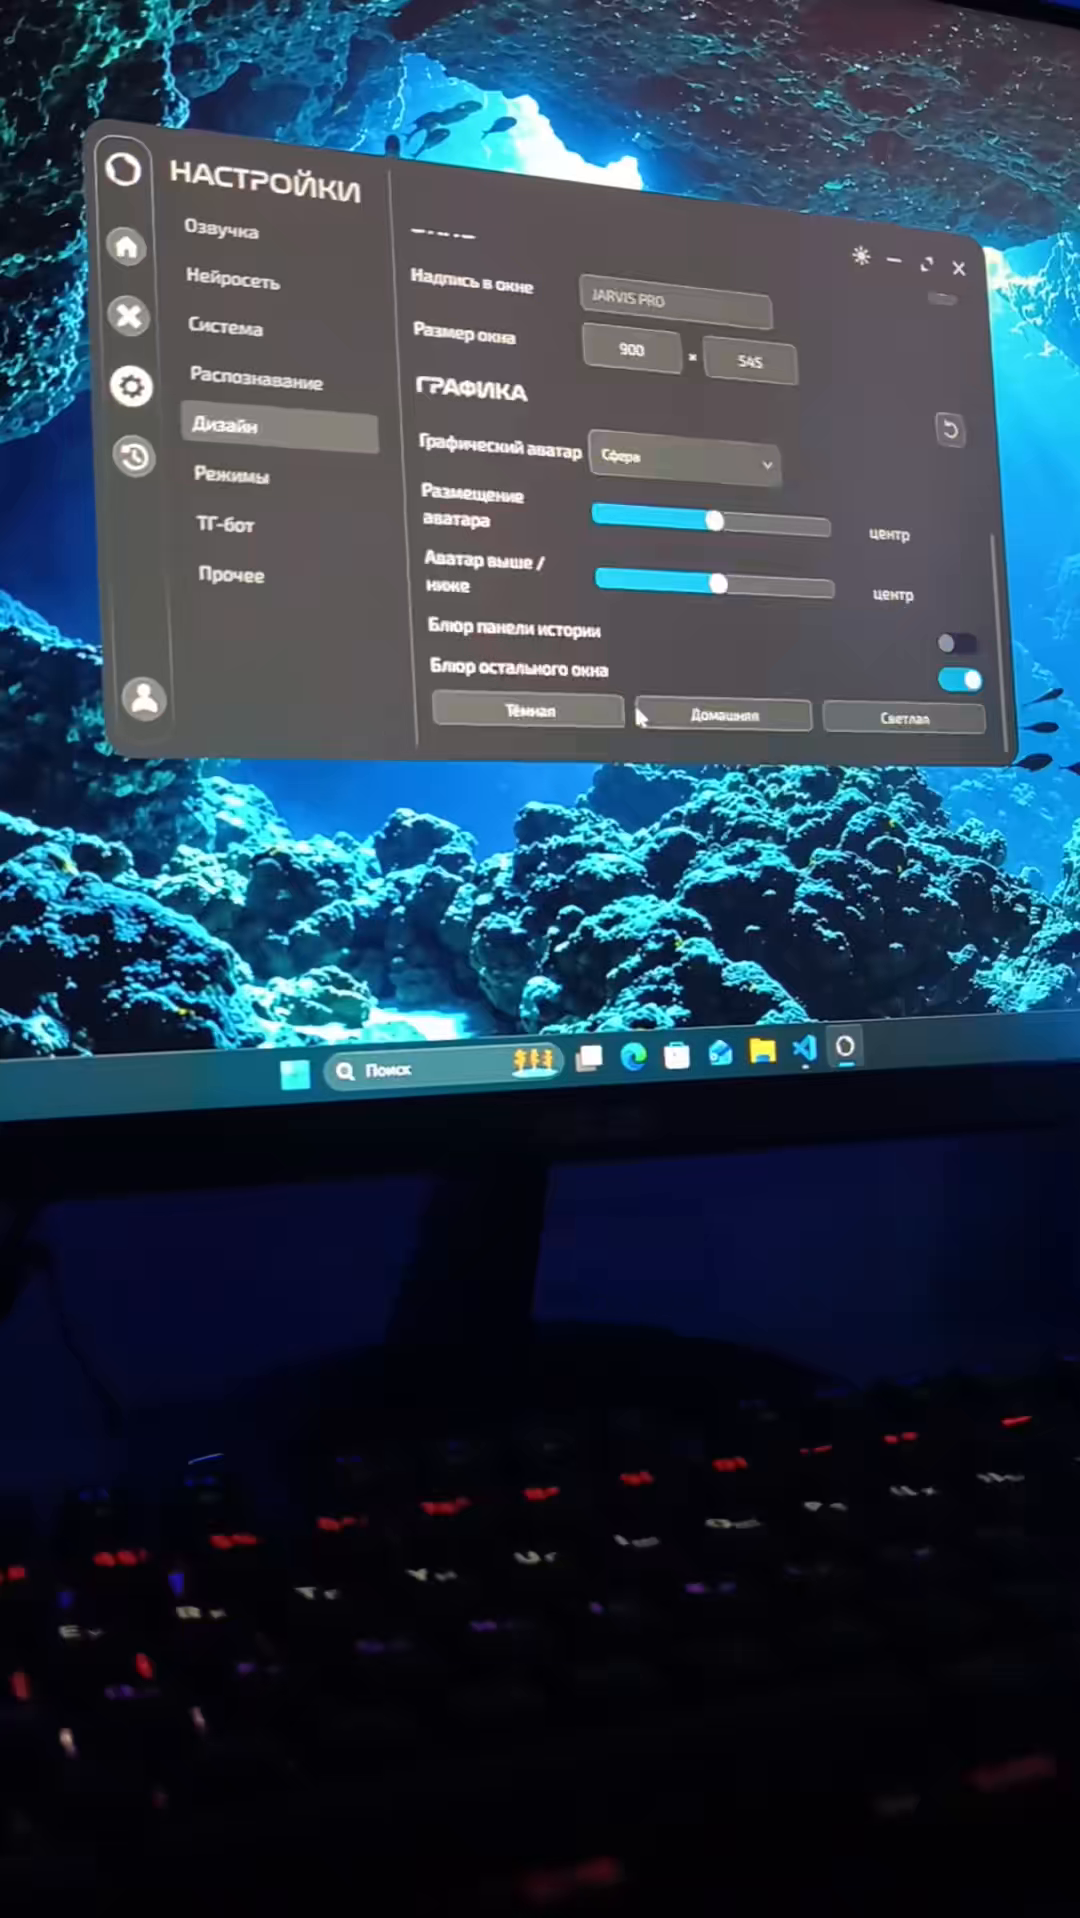 НАСТРОЙКИ
Озвучка
Нейросеть
Система
Распознавание
Дизайн
Режимы
ТГ-бот
Прочее
Надпись в окне
JARVIS PRO
Размер окна
900 × 545
ГРАФИКА
Графический аватар
Сфера
Размещение
аватара
центр
Аватар выше /
ниже
центр
Блюр панели истории
Блюр остального окна
Тёмная
Домашняя
Светлая
Поиск